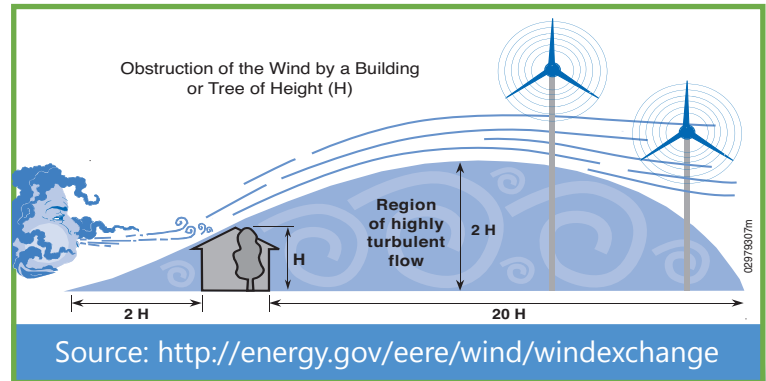 Obstruction of the Wind by a Building
or Tree of Height (H)
Region
of highly
turbulent
flow
2 H
H
02979307m
2 H
20 H
Source: http://energy.gov/eere/wind/windexchange